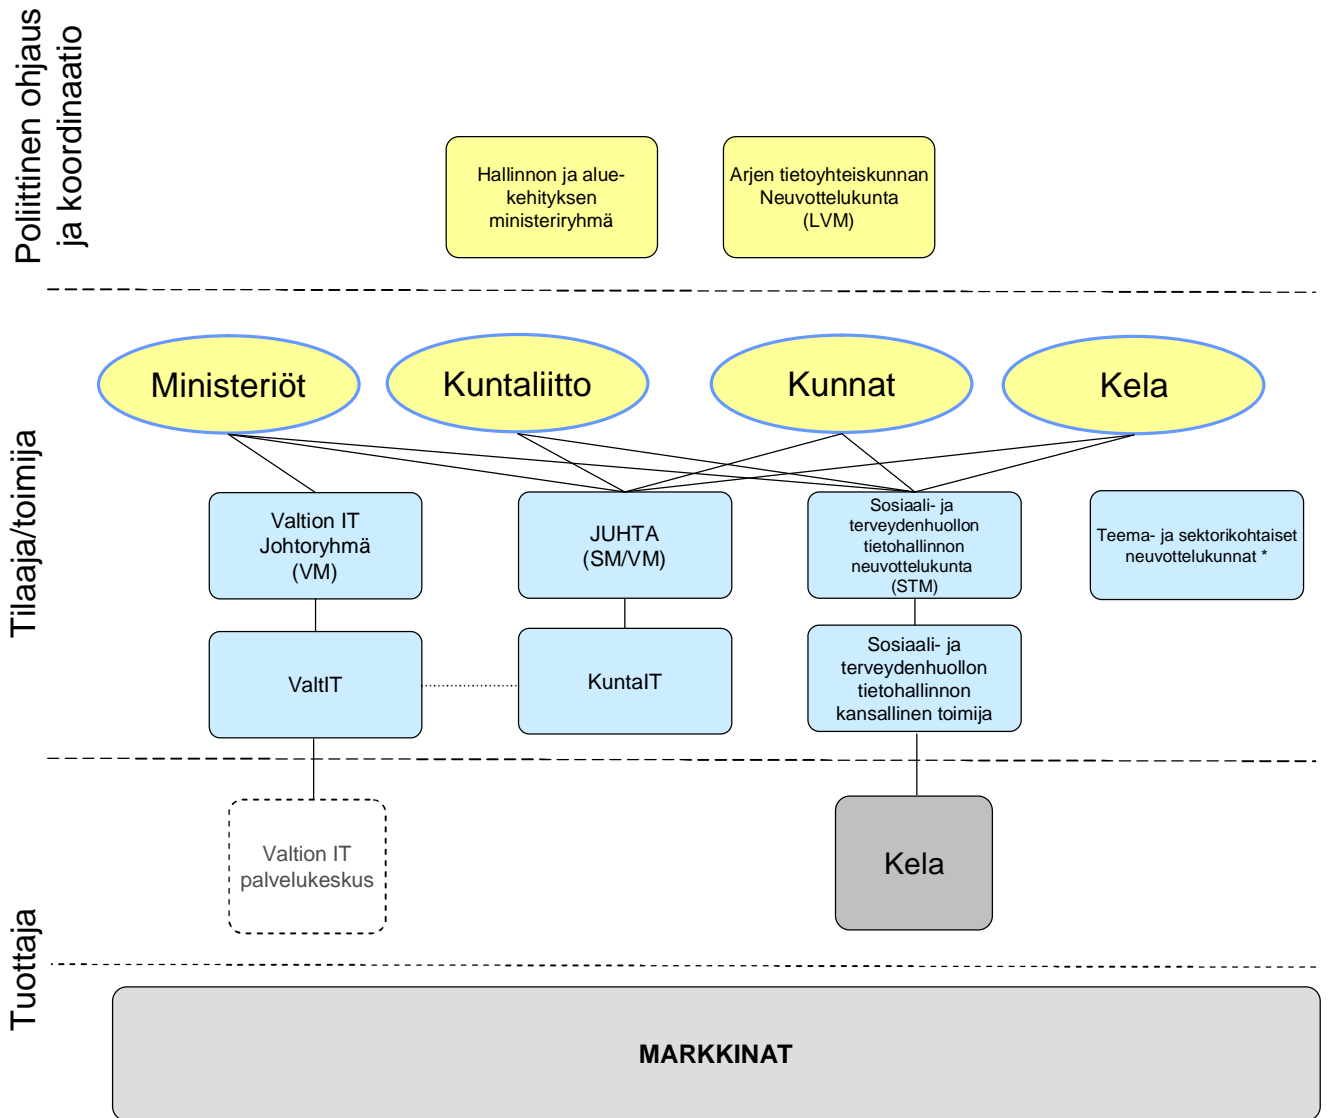 Poliittinen ohjaus
ja koordinaatio
Hallinnon ja alue-
kehityksen
ministeriryhmä
Arjen tietoyhteiskunnan
Neuvottelukunta
(LVM)
Tilaaja/toimija
Ministeriöt
Kuntaliitto
Kunnat
Kela
Valtion IT
Johtoryhmä
(VM)
JUHTA
(SM/VM)
Sosiaali- ja
terveydenhuollon
tietohallinnon
neuvottelukunta
(STM)
Teema- ja sektorikohtaiset
neuvottelukunnat *
ValtIT
KuntaIT
Sosiaali- ja
terveydenhuollon
tietohallinnon
kansallinen toimija
Tuottaja
Valtion IT
palvelukeskus
Kela
MARKKINAT